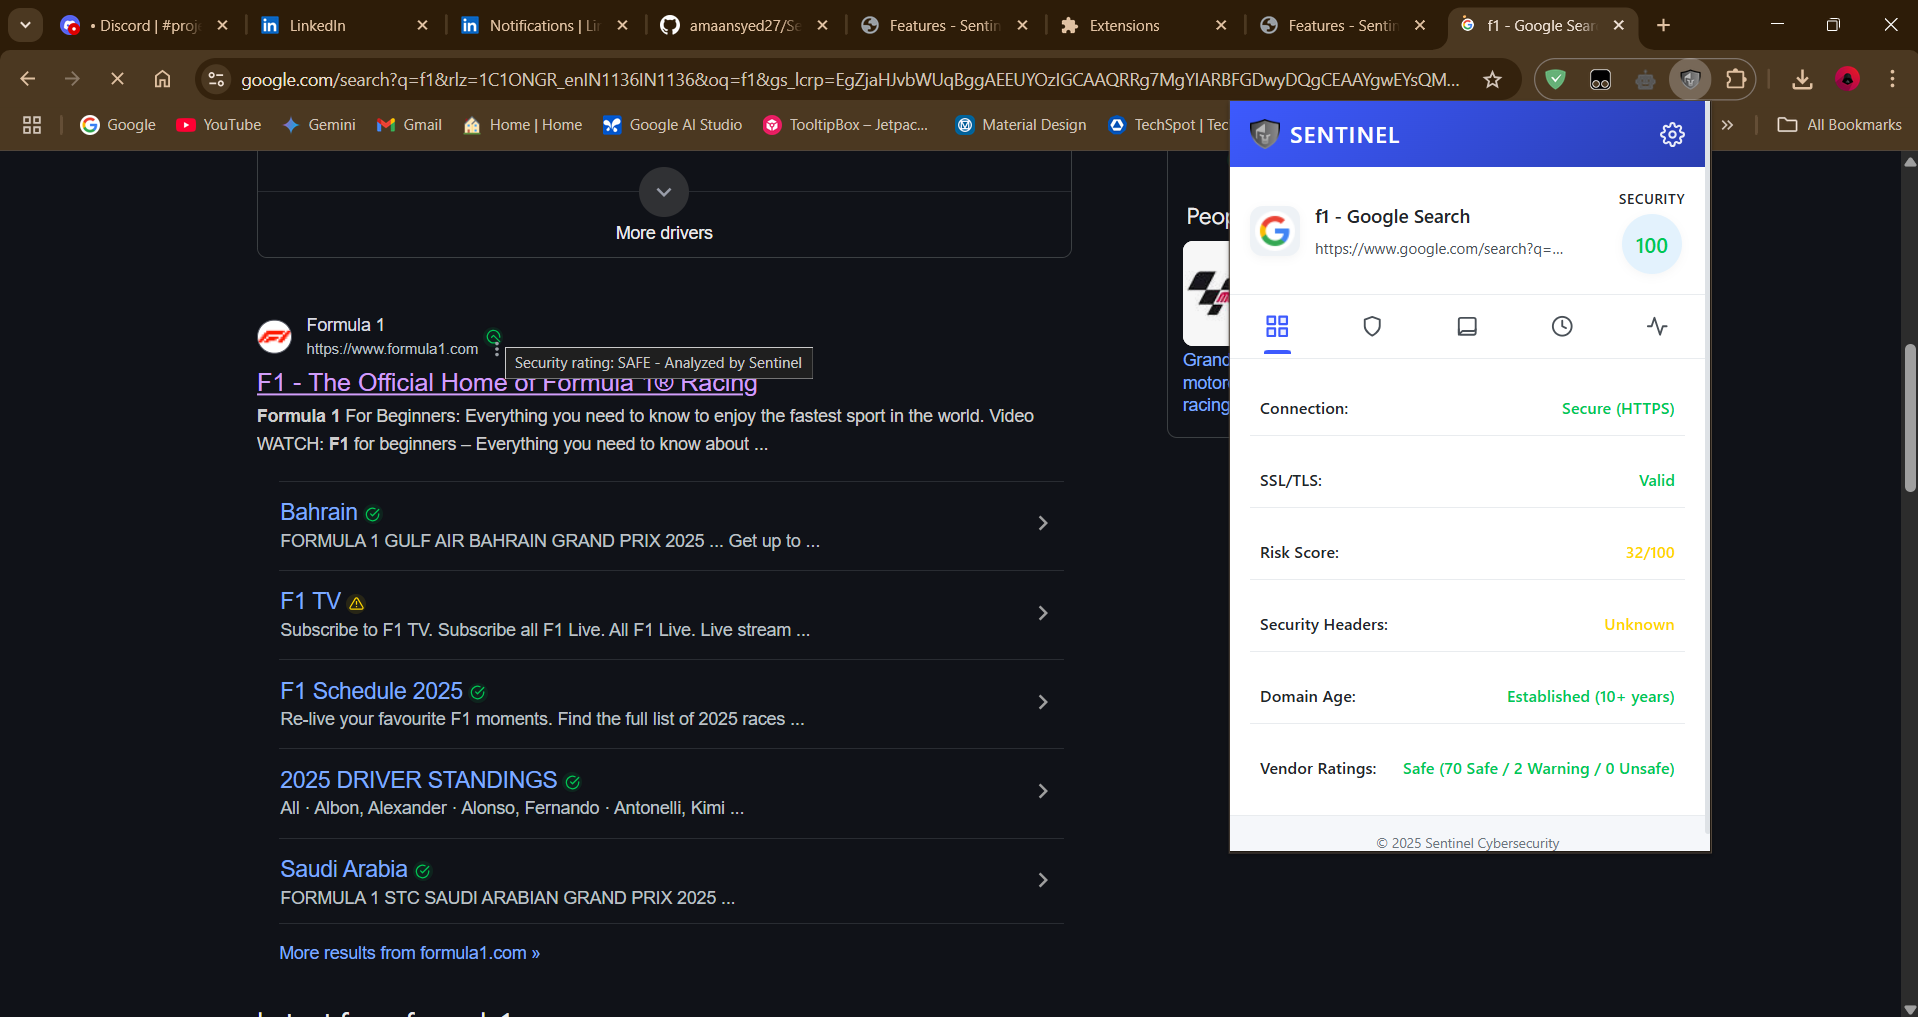 • Discord | #proje
LinkedIn
Notifications | Lin
amaansyed27/Se
Features - Sentin
Extensions
Features - Sentin
f1 - Google Sear
google.com/search?q=f1&rlz=1C1ONGR_enIN1136IN1136&oq=f1&gs_lcrp=EgZjaHJvbWUqBggAEEUYOzIGCAAQRRg7MgYIARBFGDwyDQgCEAAYgwEYsQM...
Google
YouTube
Gemini
Gmail
Home | Home
Google AI Studio
TooltipBox – Jetpac...
Material Design
TechSpot | Tec
All Bookmarks
More drivers
Formula 1
https://www.formula1.com
Security rating: SAFE - Analyzed by Sentinel
F1 - The Official Home of Formula 1® Racing
Formula 1 For Beginners: Everything you need to know to enjoy the fastest sport in the world. Video
WATCH: F1 for beginners – Everything you need to know about ...
Bahrain
FORMULA 1 GULF AIR BAHRAIN GRAND PRIX 2025 ... Get up to ...
F1 TV
Subscribe to F1 TV. Subscribe all F1 Live. All F1 Live. Live stream ...
F1 Schedule 2025
Re-live your favourite F1 moments. Find the full list of 2025 races ...
2025 DRIVER STANDINGS
All · Albon, Alexander · Alonso, Fernando · Antonelli, Kimi ...
Saudi Arabia
FORMULA 1 STC SAUDI ARABIAN GRAND PRIX 2025 ...
More results from formula1.com »
Peop
Grand
motor
racing
SENTINEL
f1 - Google Search
https://www.google.com/search?q=...
SECURITY
100
Connection: Secure (HTTPS)
SSL/TLS: Valid
Risk Score: 32/100
Security Headers: Unknown
Domain Age: Established (10+ years)
Vendor Ratings: Safe (70 Safe / 2 Warning / 0 Unsafe)
© 2025 Sentinel Cybersecurity